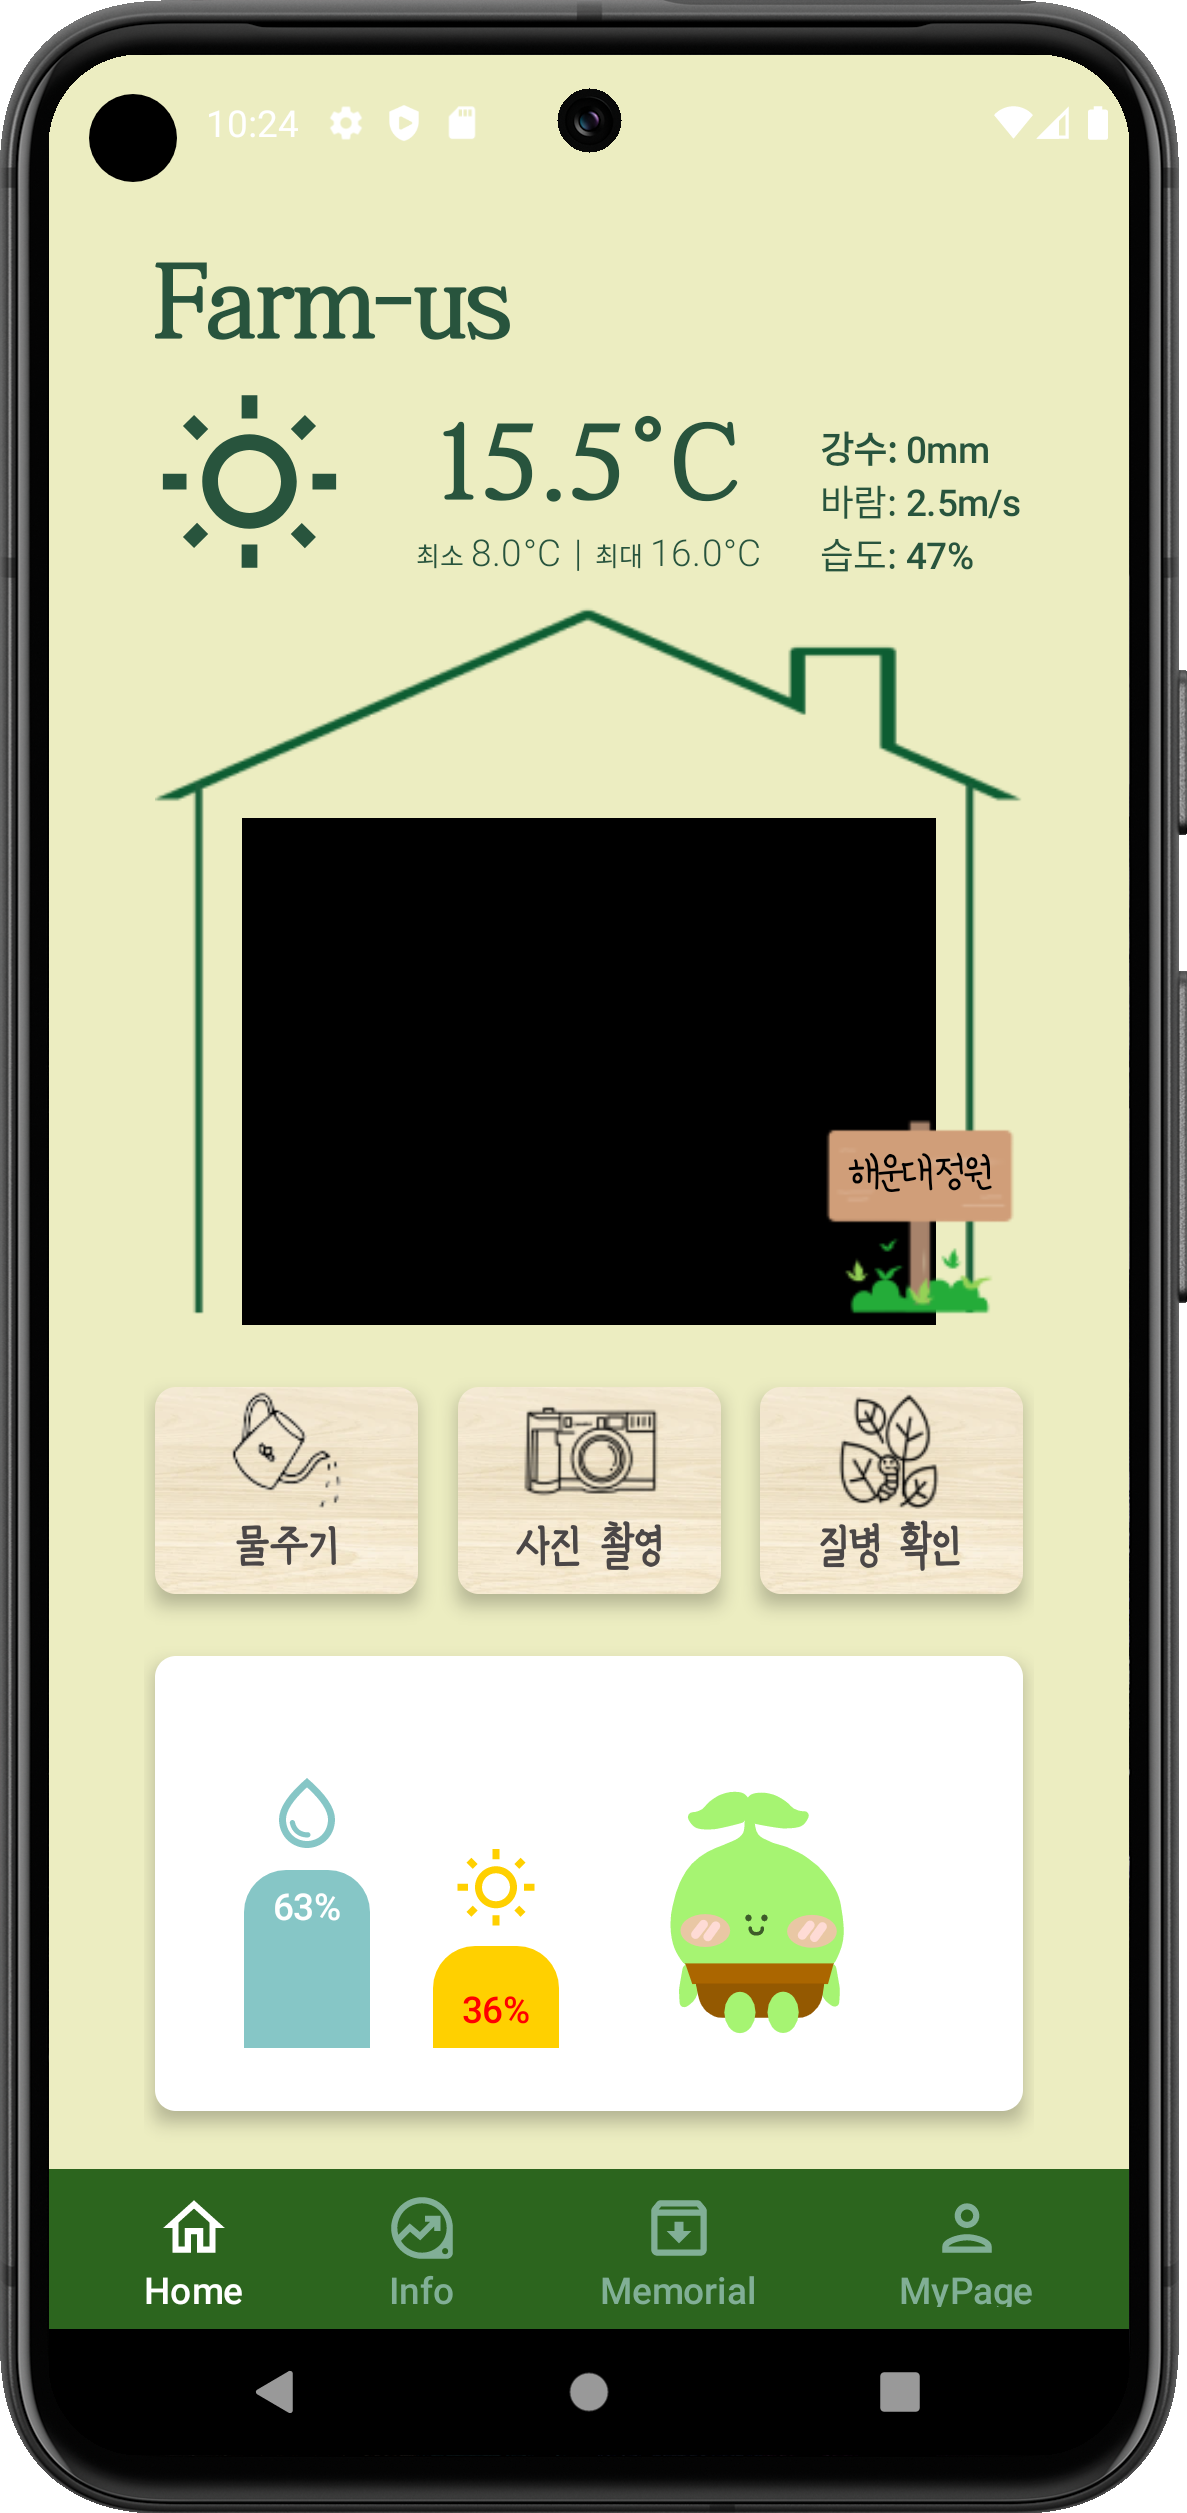 10:24
Farm-us
15.5°C
최소 8.0°C | 최대 16.0°C
강수: 0mm
바람: 2.5m/s
습도: 47%
해운대정원
물주기
사진 촬영
질병 확인
63%
36%
Home
Info
Memorial
MyPage